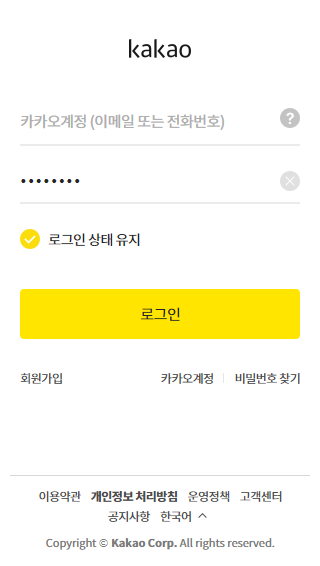 kakao
카카오계정 (이메일 또는 전화번호)
?
••••••••
로그인 상태 유지
로그인
회원가입 카카오계정 | 비밀번호 찾기
이용약관 개인정보 처리방침 운영정책 고객센터
공지사항 한국어
Copyright © Kakao Corp. All rights reserved.